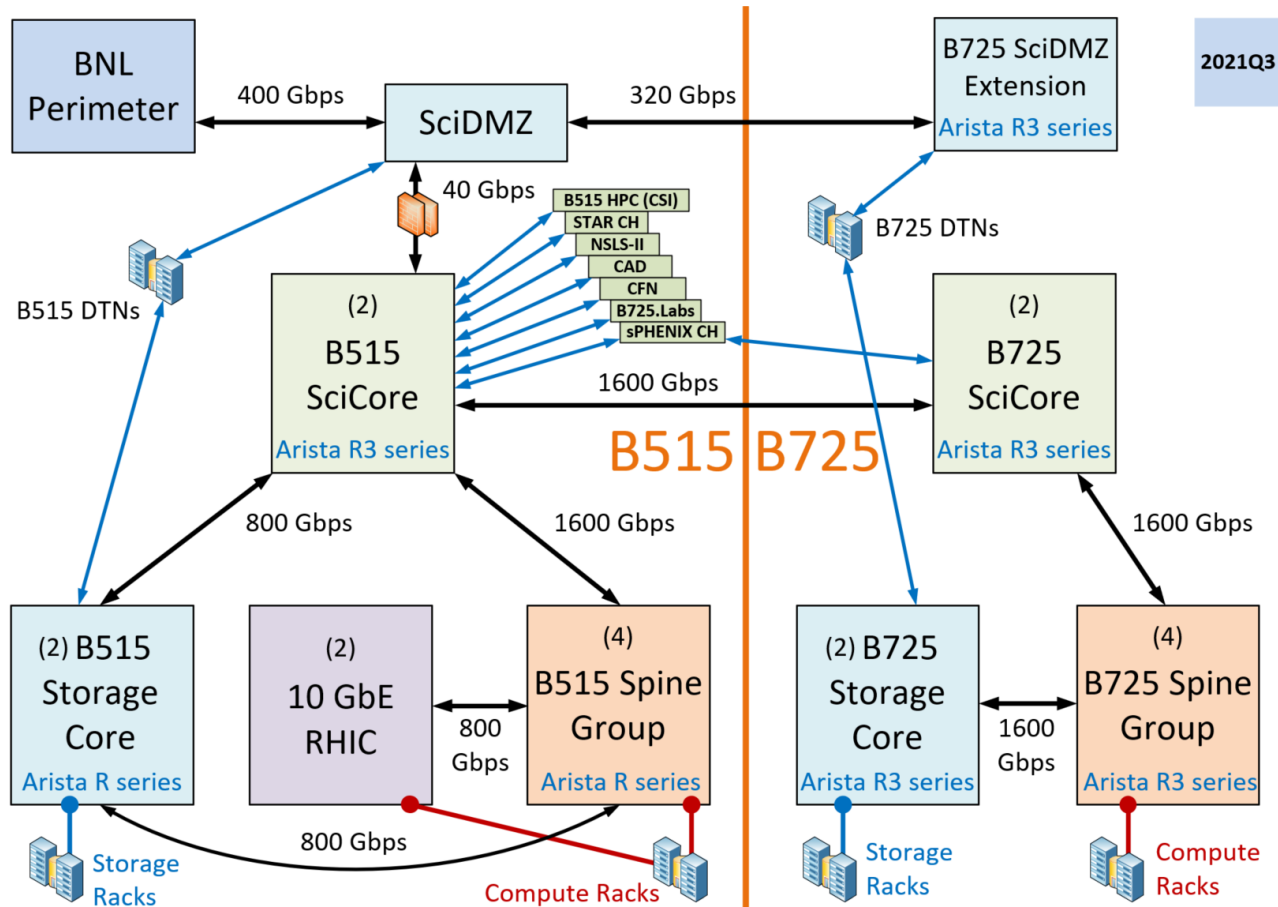 BNL
Perimeter
400 Gbps
SciDMZ
320 Gbps
B725 SciDMZ
Extension
Arista R3 series
2021Q3
40 Gbps
B515 HPC (CSI)
STAR CH
NSLS-II
CAD
CFN
B725.Labs
sPHENIX CH
B725 DTNs
B515 DTNs
(2)
B515
SciCore
Arista R3 series
1600 Gbps
(2)
B725
SciCore
Arista R3 series
B515
B725
800 Gbps
1600 Gbps
1600 Gbps
(2) B515
Storage
Core
Arista R series
(2)
10 GbE
RHIC
800
Gbps
(4)
B515 Spine
Group
Arista R series
(2) B725
Storage
Core
Arista R3 series
1600
Gbps
(4)
B725 Spine
Group
Arista R3 series
800 Gbps
Storage
Racks
Compute Racks
Storage
Racks
Compute
Racks